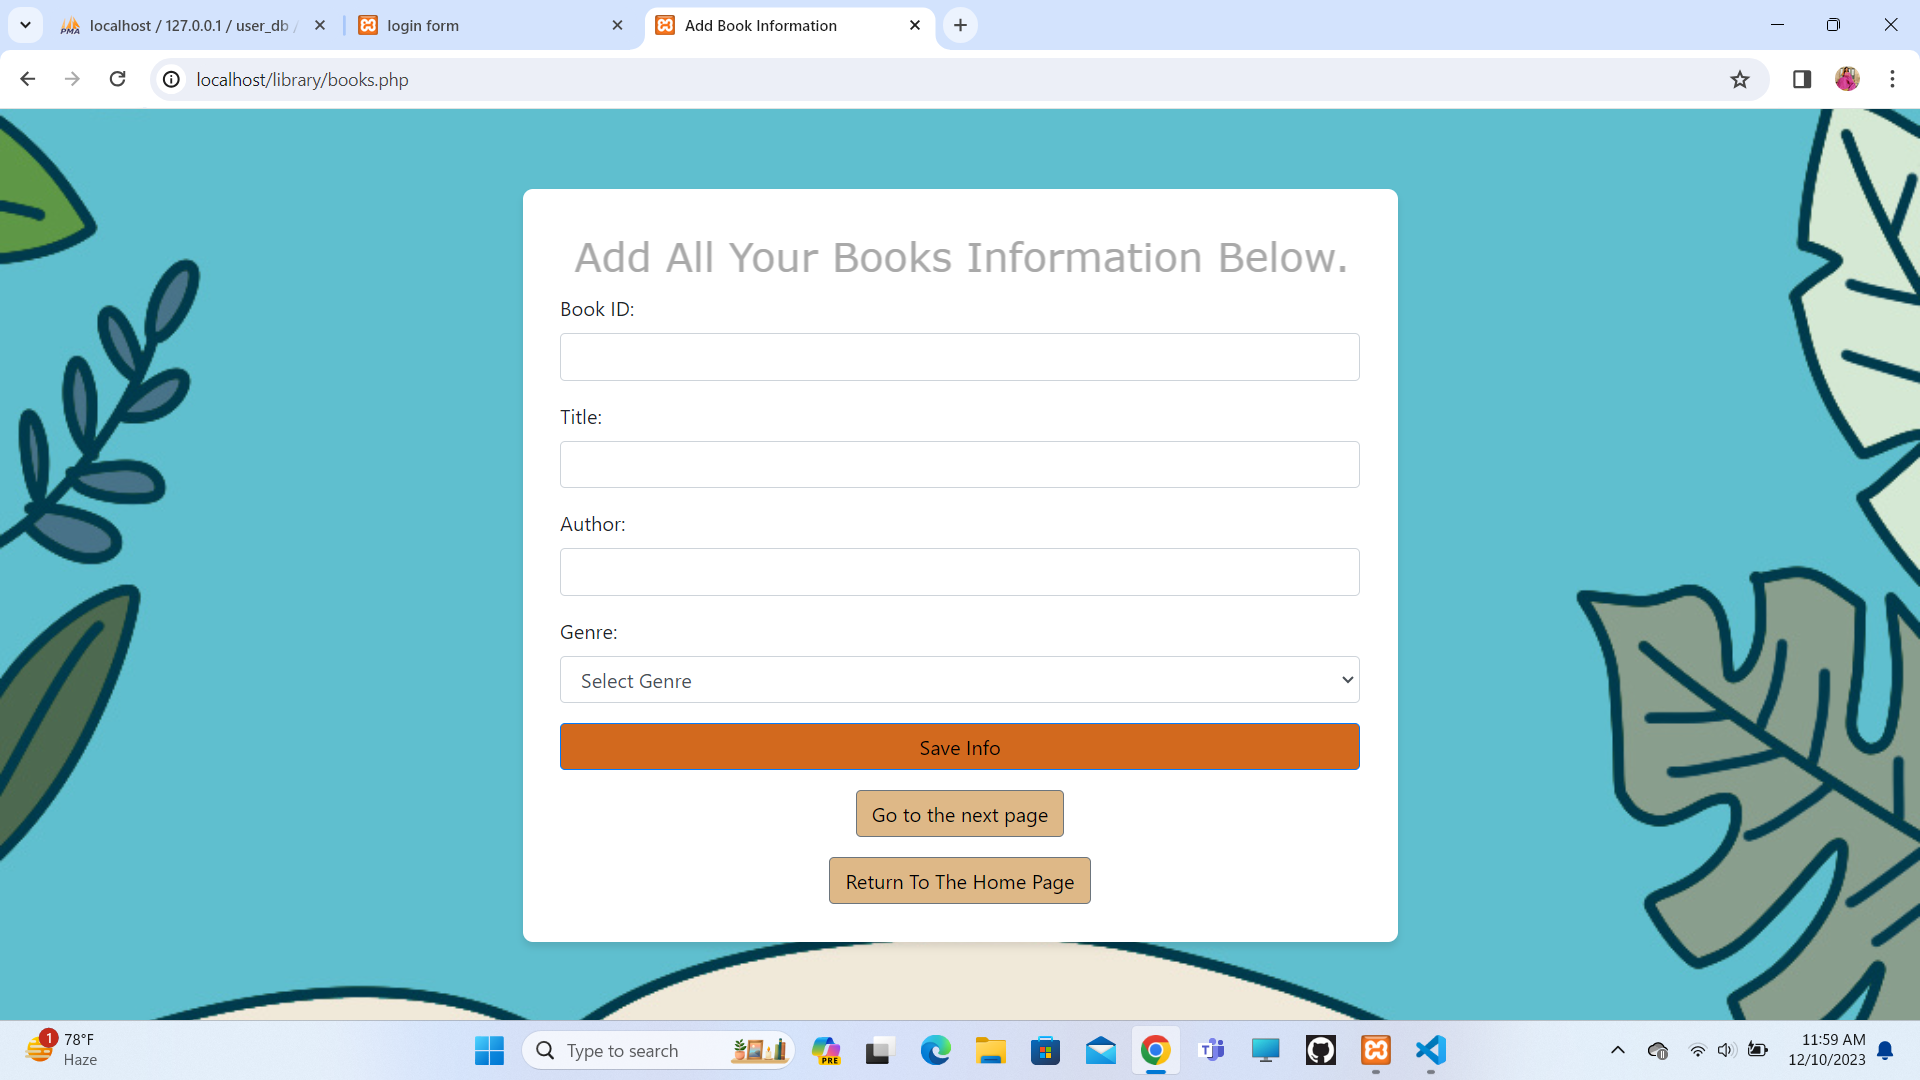 localhost / 127.0.0.1 / user_db /
login form
Add Book Information
localhost/library/books.php
Add All Your Books Information Below.
Book ID:
Title:
Author:
Genre:
Select Genre
Save Info
Go to the next page
Return To The Home Page
1
78°F
Haze
Type to search
PRE
11:59 AM
12/10/2023